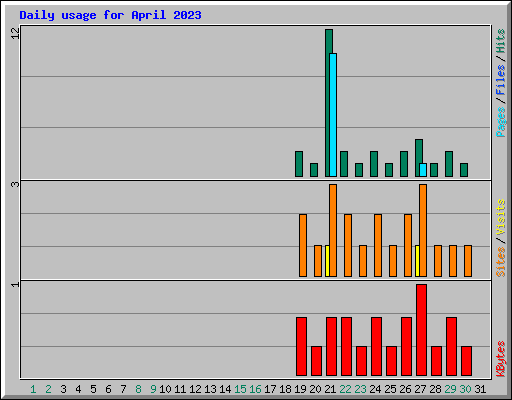 Daily usage for April 2023
12
3
1
Pages / Files / Hits
Sites / Visits
KBytes
1 2 3 4 5 6 7 8 9 10 11 12 13 14 15 16 17 18 19 20 21 22 23 24 25 26 27 28 29 30 31